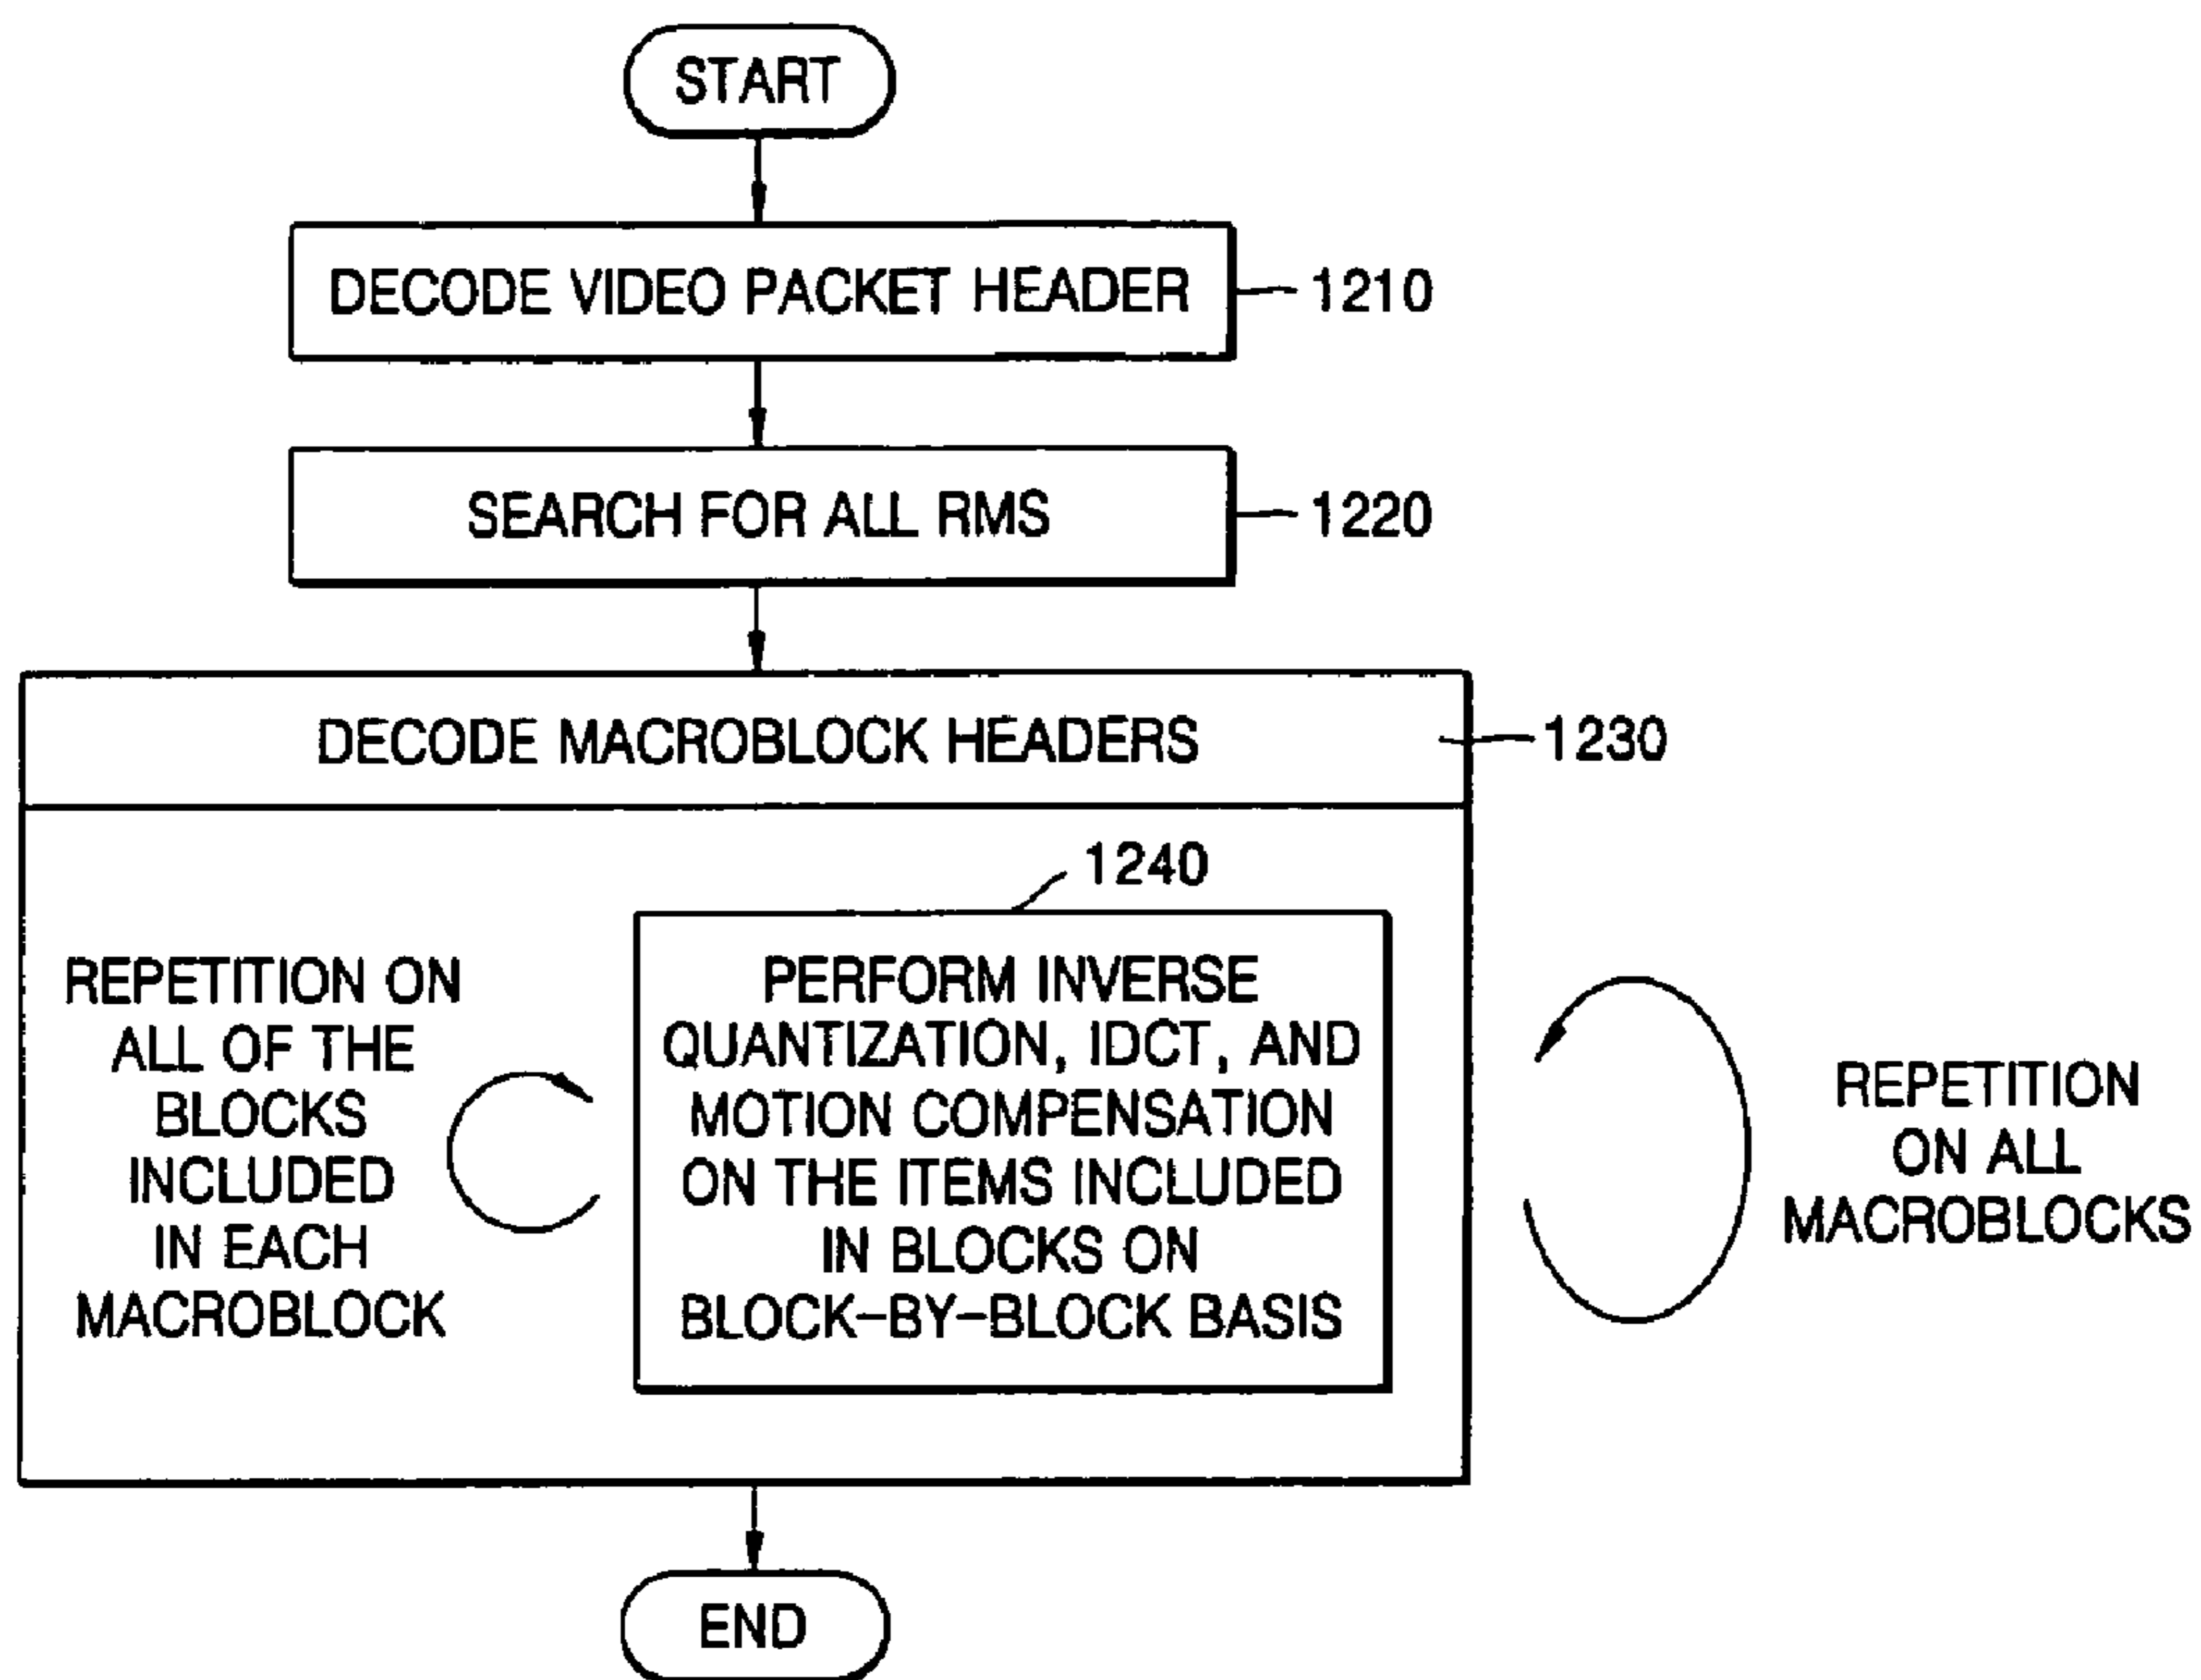 START
DECODE VIDEO PACKET HEADER
1210
SEARCH FOR ALL RMS
1220
DECODE MACROBLOCK HEADERS
1230
1240
REPETITION ON
ALL OF THE
BLOCKS
INCLUDED
IN EACH
MACROBLOCK
PERFORM INVERSE
QUANTIZATION, IDCT, AND
MOTION COMPENSATION
ON THE ITEMS INCLUDED
IN BLOCKS ON
BLOCK-BY-BLOCK BASIS
REPETITION
ON ALL
MACROBLOCKS
END